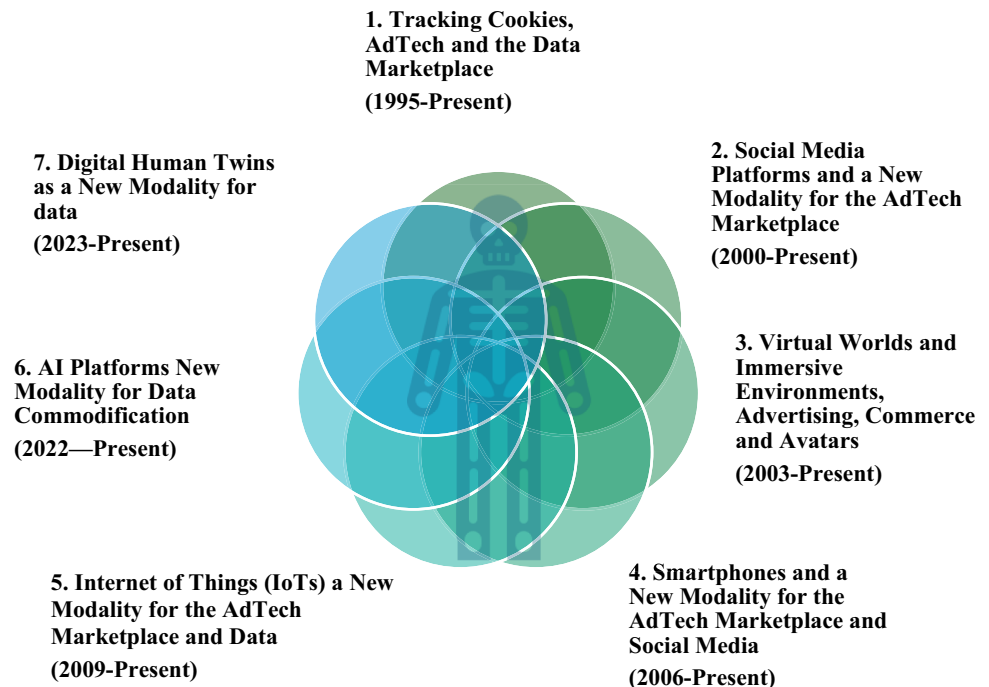 1. Tracking Cookies,
AdTech and the Data
Marketplace
(1995-Present)
2. Social Media
Platforms and a New
Modality for the AdTech
Marketplace
(2000-Present)
3. Virtual Worlds and
Immersive
Environments,
Advertising, Commerce
and Avatars
(2003-Present)
4. Smartphones and a
New Modality for the
AdTech Marketplace and
Social Media
(2006-Present)
5. Internet of Things (IoTs) a New
Modality for the AdTech
Marketplace and Data
(2009-Present)
6. AI Platforms New
Modality for Data
Commodification
(2022—Present)
7. Digital Human Twins
as a New Modality for
data
(2023-Present)